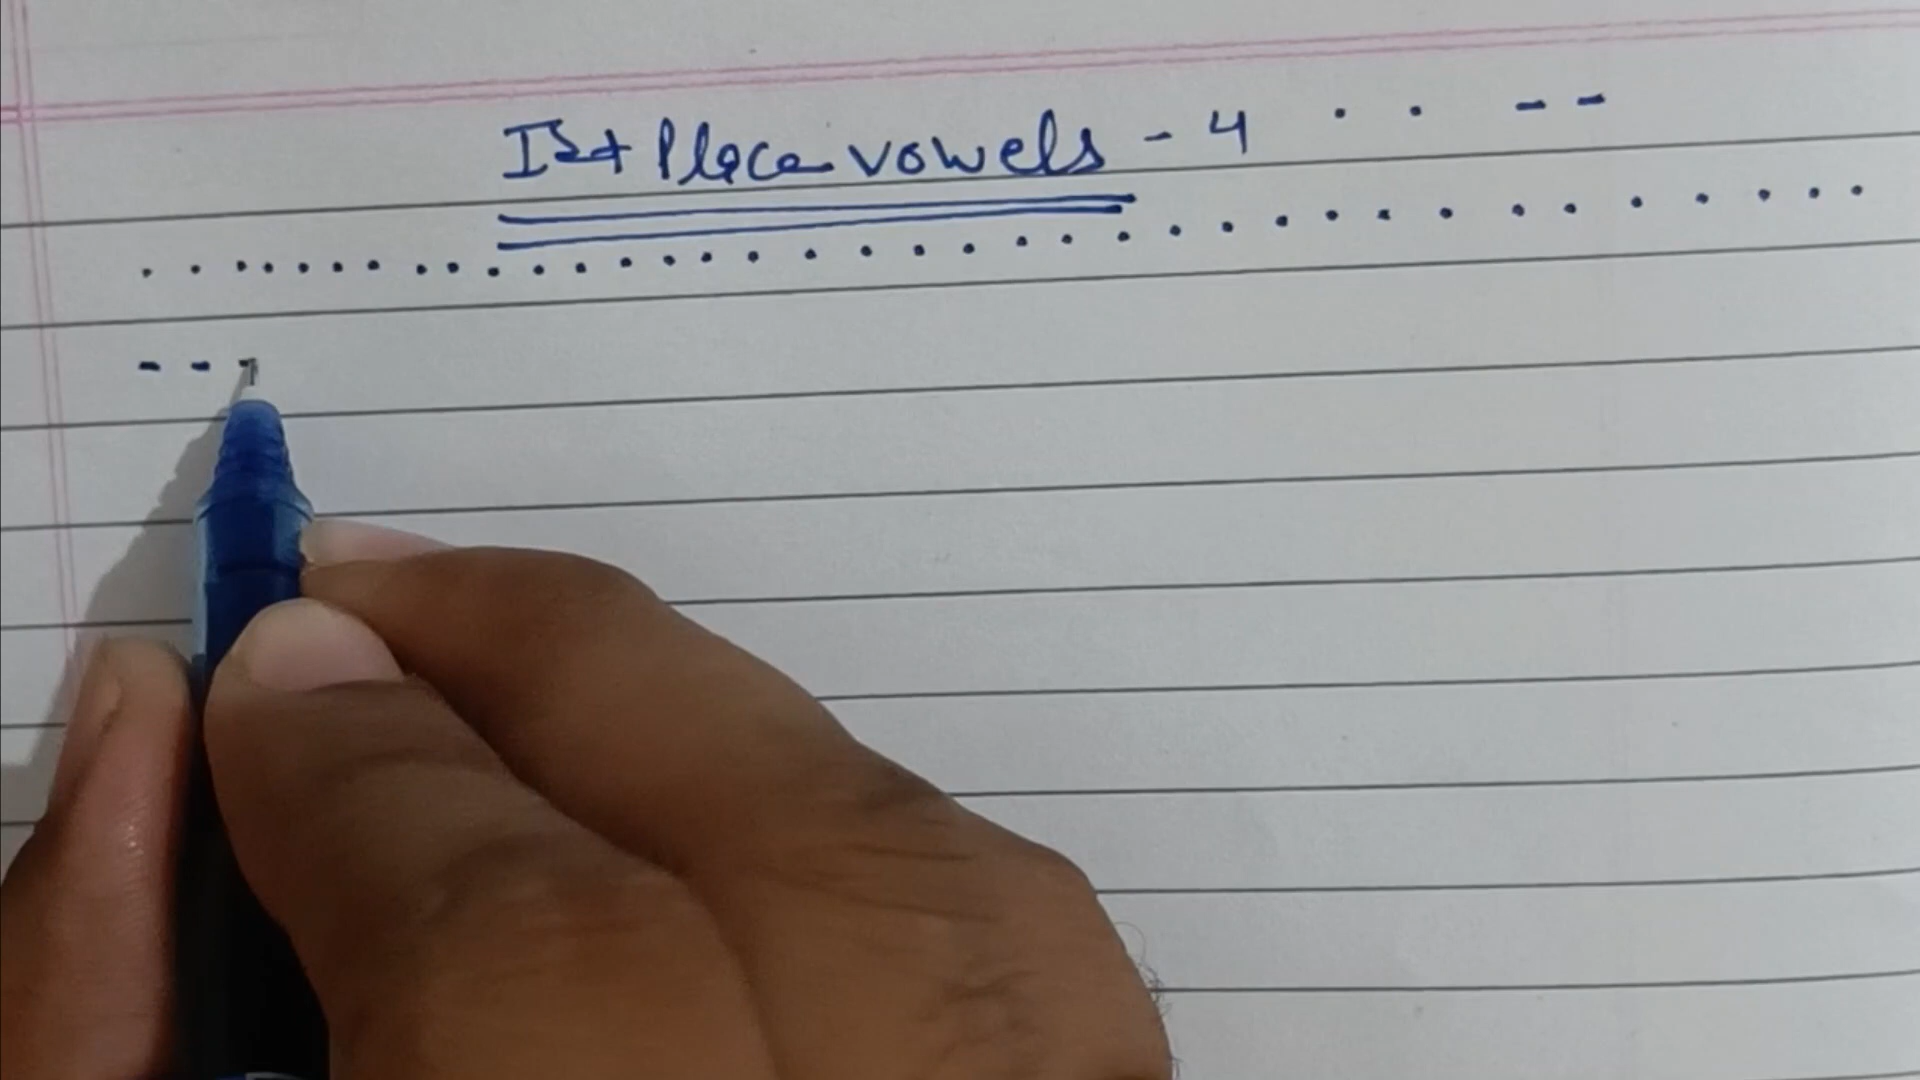 Ist Place vowels - 4 . . - -
. . . . . . . . . . . . . . . . . . . . . . . . . . . . . . . . . . . .
- - -